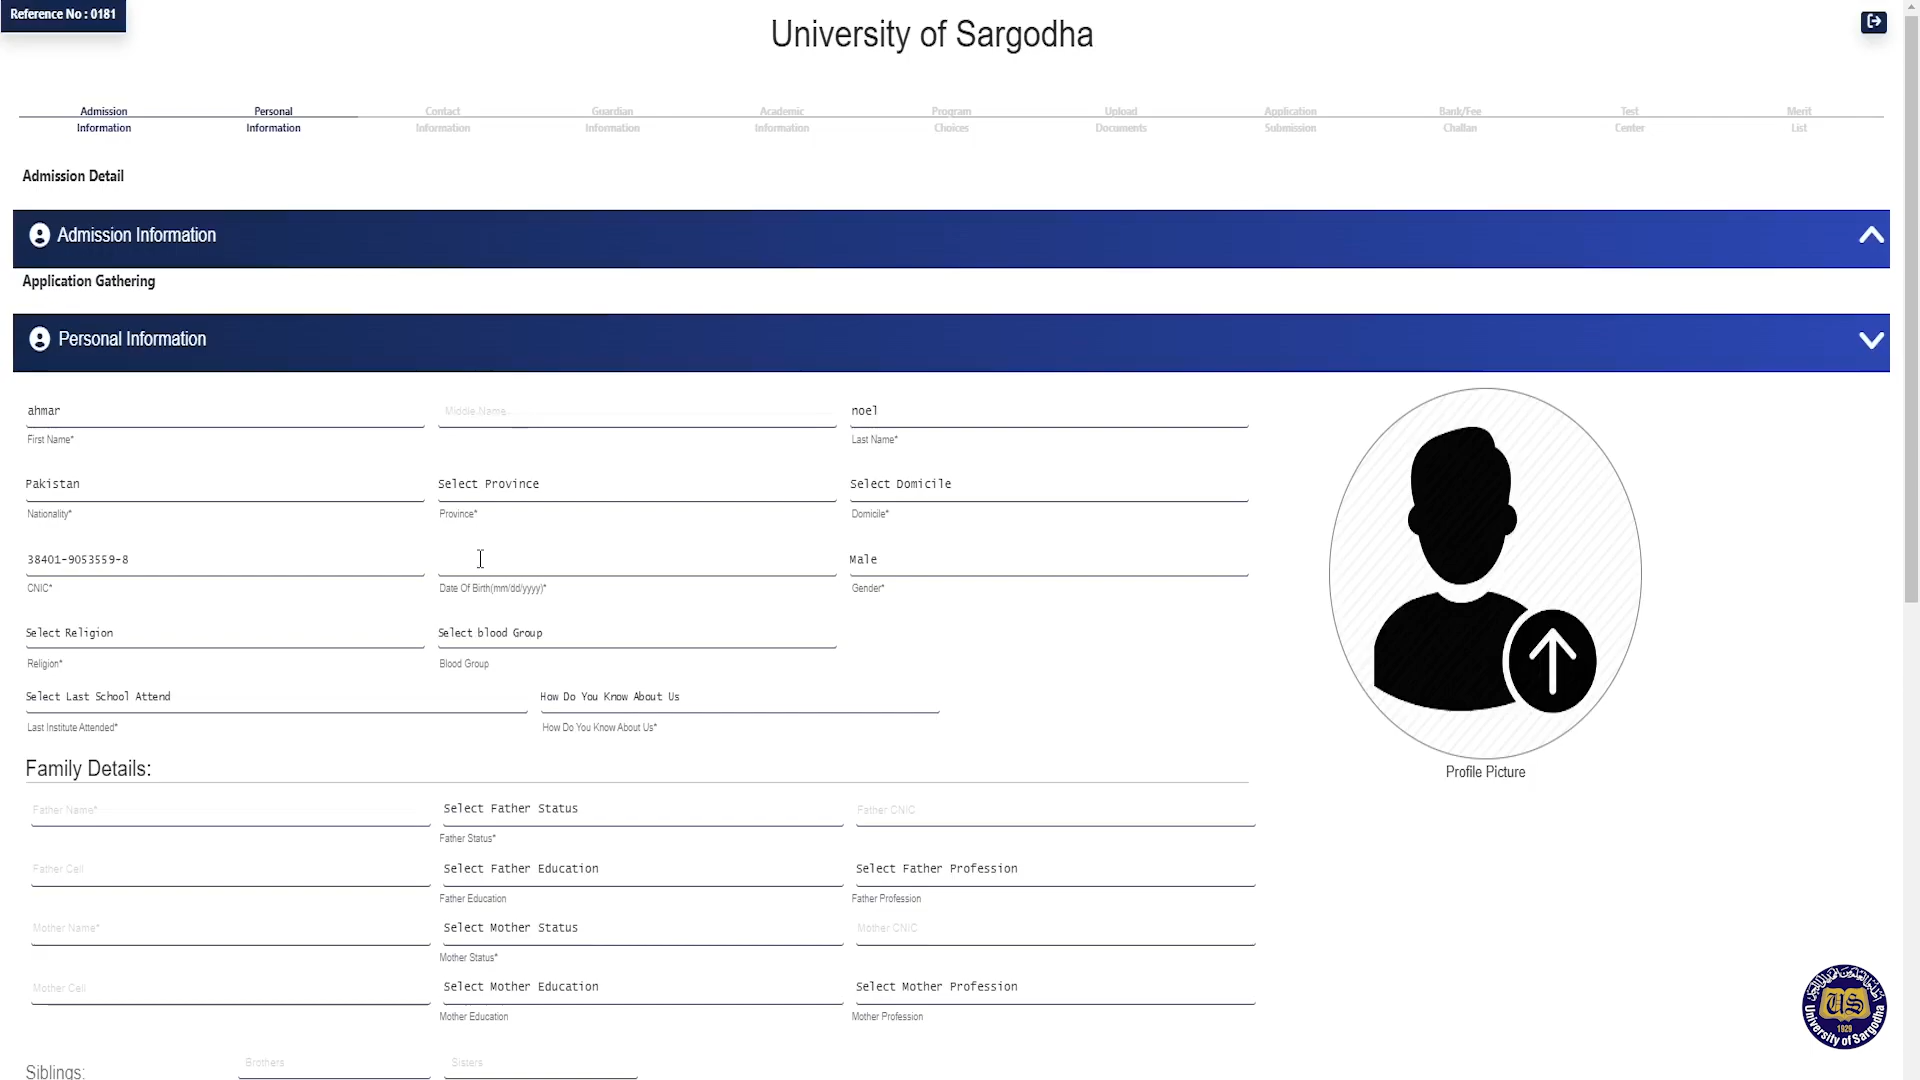 Reference No : 0181
University of Sargodha
Admission Information
Personal Information
Contact Information
Guardian Information
Academic Information
Program Choices
Upload Documents
Application Submission
Bank/Fee Challan
Test Center
Merit List
Admission Detail
Admission Information
Application Gathering
Personal Information
ahmar Middle Name noel
First Name* Last Name*
Pakistan Select Province Select Domicile
Nationality* Province* Domicile*
38401-9053559-8 Male
CNIC* Date Of Birth(mm/dd/yyyy)* Gender*
Select Religion Select blood Group
Religion* Blood Group
Select Last School Attend How Do You Know About Us
Last Institute Attended* How Do You Know About Us*
Profile Picture
Family Details:
Father Name* Select Father Status Father CNIC
Father Status*
Father Cell Select Father Education Select Father Profession
Father Education Father Profession
Mother Name* Select Mother Status Mother CNIC
Mother Status*
Mother Cell Select Mother Education Select Mother Profession
Mother Education Mother Profession
Siblings: Brothers Sisters
US
1929
University of Sargodha